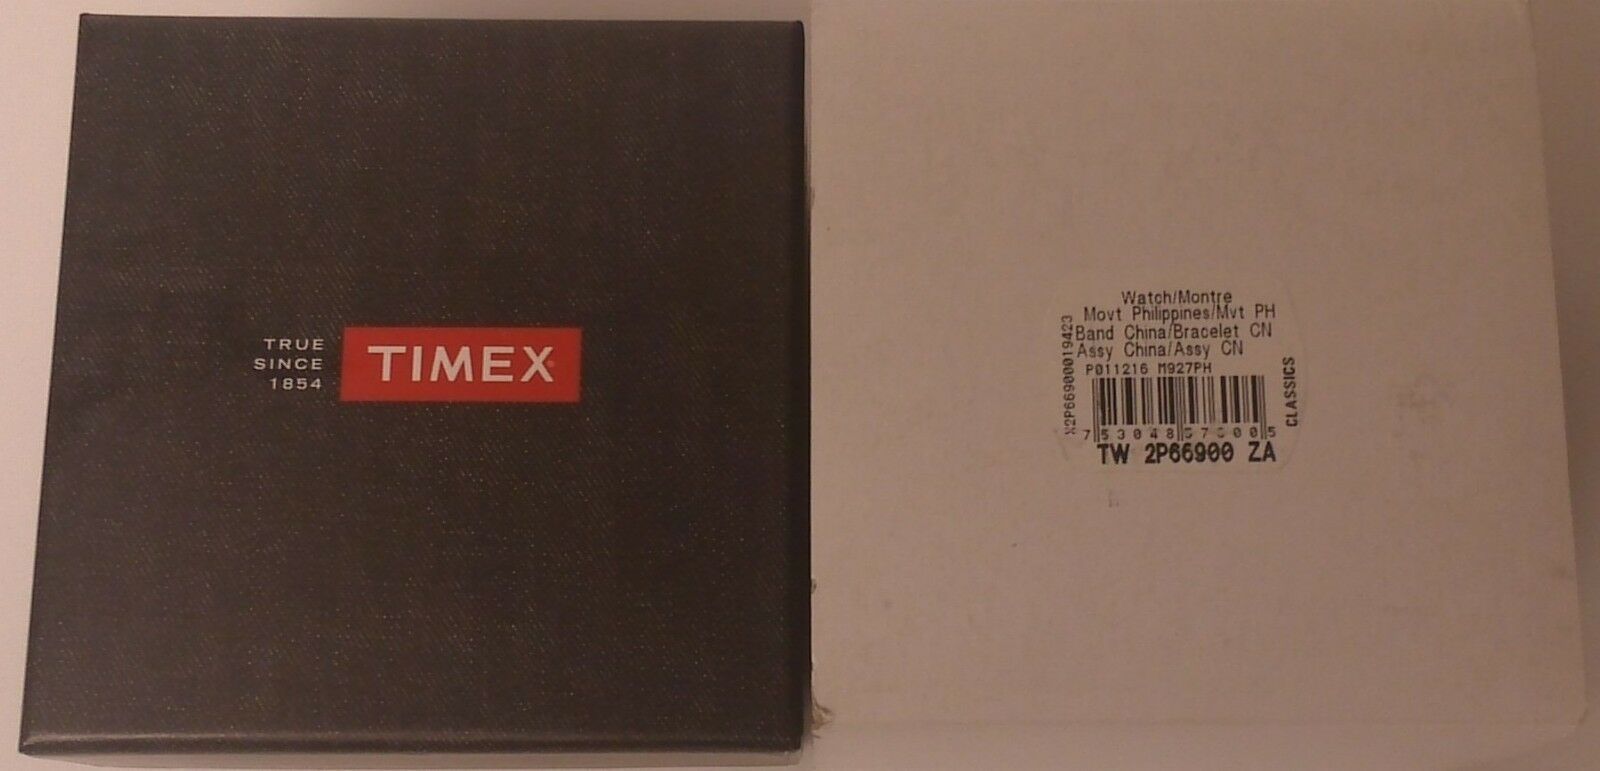 TRUE
SINCE
1854
TIMEX
Watch/Montre
Movt Philippines/Mvt PH
Band China/Bracelet CN
Assy China/Assy CN
P011216 M927PH
CLASSICS
TW 2P66900 ZA